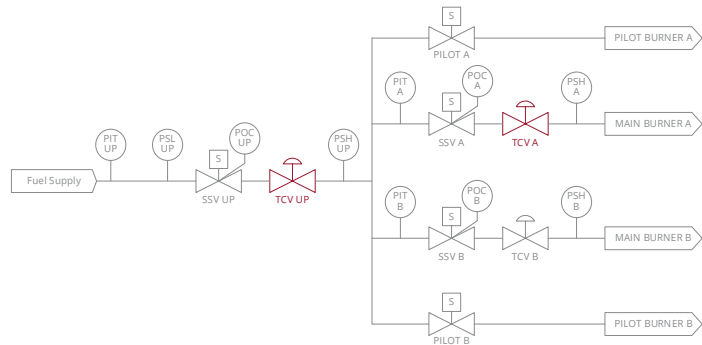 S
PILOT A
PILOT BURNER A
PIT
A
S
POC
A
SSV A
TCV A
PSH
A
MAIN BURNER A
Fuel Supply
PIT
UP
PSL
UP
S
POC
UP
SSV UP
TCV UP
PSH
UP
PIT
B
S
POC
B
SSV B
TCV B
PSH
B
MAIN BURNER B
S
PILOT B
PILOT BURNER B